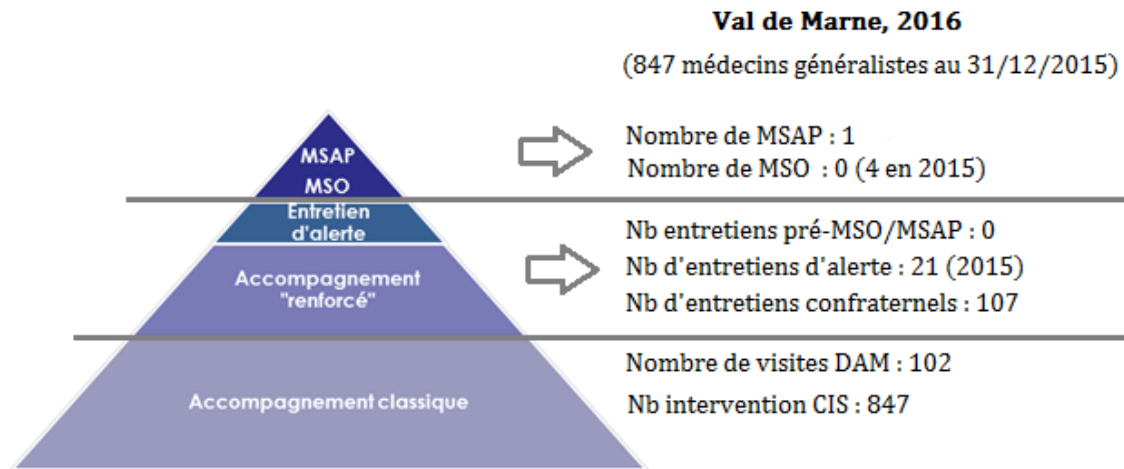 Val de Marne, 2016
(847 médecins généralistes au 31/12/2015)
MSAP
MSO
Nombre de MSAP : 1
Nombre de MSO : 0 (4 en 2015)
Entretien
d'alerte
Accompagnement
"renforcé"
Nb entretiens pré-MSO/MSAP : 0
Nb d'entretiens d'alerte : 21 (2015)
Nb d'entretiens confraternels : 107
Accompagnement classique
Nombre de visites DAM : 102
Nb intervention CIS : 847